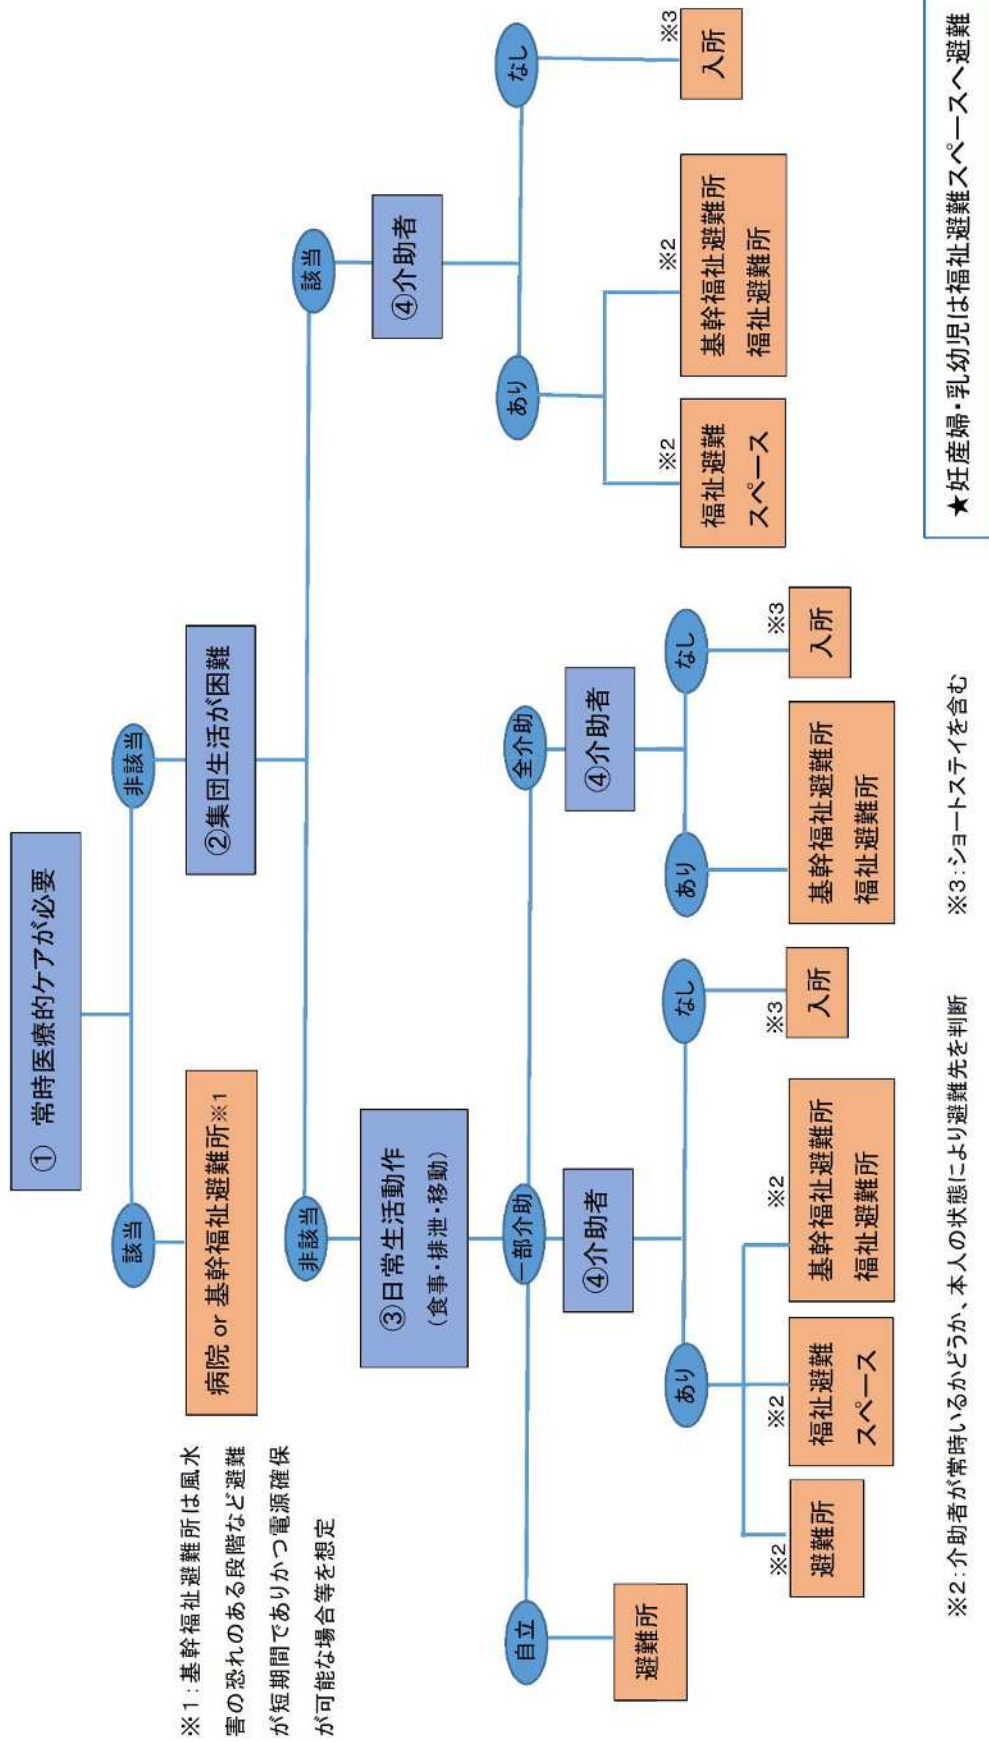 ① 常時医療的ケアが必要
該当
非該当
病院 or 基幹福祉避難所※1
②集団生活が困難
※1:基幹福祉避難所は風水
害の恐れのある段階など避難
が短期間でありかつ電源確保
が可能な場合等を想定
非該当
該当
③日常生活動作
(食事・排泄・移動)
④介助者
自立
一部介助
全介助
あり
なし
避難所
④介助者
④介助者
※2
福祉避難
スペース
※2
基幹福祉避難所
福祉避難所
※3
入所
あり
なし
あり
なし
※2
避難所
※2
福祉避難
スペース
※2
基幹福祉避難所
福祉避難所
※3
入所
基幹福祉避難所
福祉避難所
※3
入所
※2:介助者が常時いるかどうか、本人の状態により避難先を判断
※3:ショートステイを含む
★妊産婦・乳幼児は福祉避難スペースへ避難